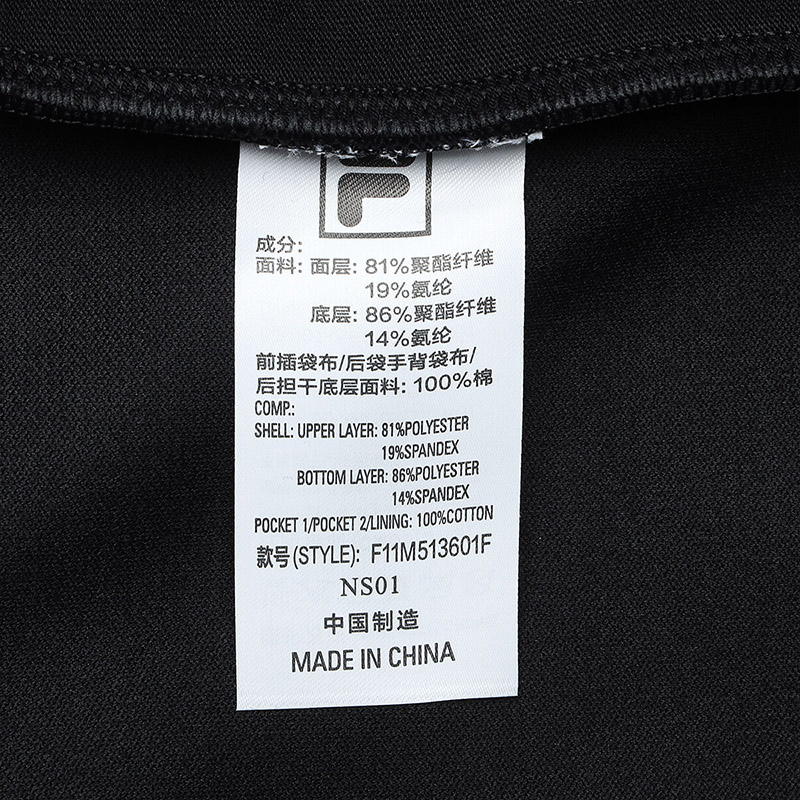 成分:
面料: 面层: 81%聚酯纤维
19%氨纶
底层: 86%聚酯纤维
14%氨纶
前插袋布/后袋手背袋布/
后担干底层面料: 100%棉
COMP.:
SHELL: UPPER LAYER: 81%POLYESTER
19%SPANDEX
BOTTOM LAYER: 86%POLYESTER
14%SPANDEX
POCKET 1/POCKET 2/LINING: 100%COTTON
款号(STYLE): F11M513601F
NS01
中国制造
MADE IN CHINA